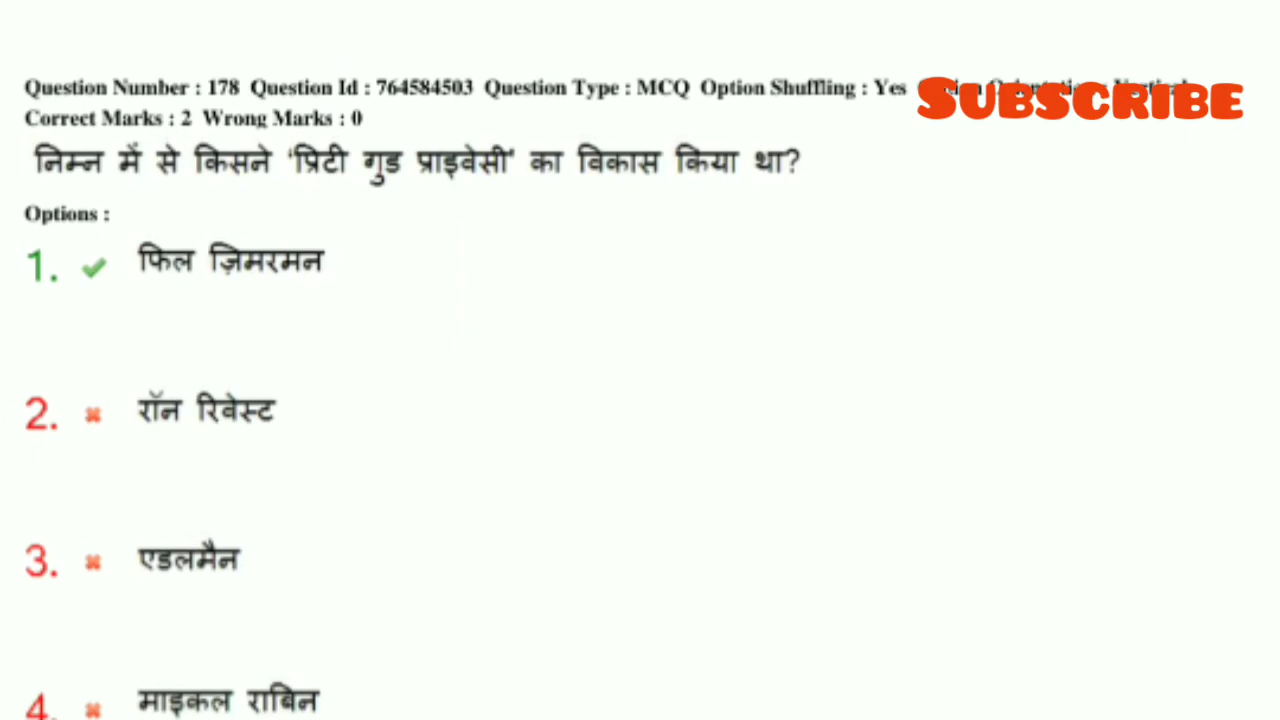 Question Number : 178 Question Id : 764584503 Question Type : MCQ Option Shuffling : Yes
SUBSCRIBE
Correct Marks : 2 Wrong Marks : 0
निम्न में से किसने 'प्रिटी गुड प्राइवेसी' का विकास किया था?
Options :
1. ✔ फिल ज़िमरमन
2. ✖ रॉन रिवेस्ट
3. ✖ एडलमैन
4. ✖ माइकल राबिन